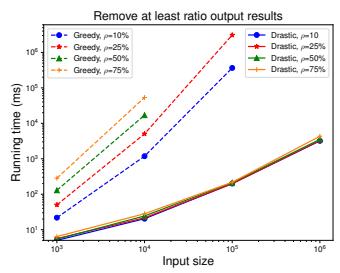 Remove at least ratio output results
Greedy, ρ=10%
Greedy, ρ=25%
Greedy, ρ=50%
Greedy, ρ=75%
Drastic, ρ=10
Drastic, ρ=25%
Drastic, ρ=50%
Drastic, ρ=75%
Running time (ms)
10⁶
10⁵
10⁴
10³
10²
10¹
10³ 10⁴ 10⁵ 10⁶
Input size